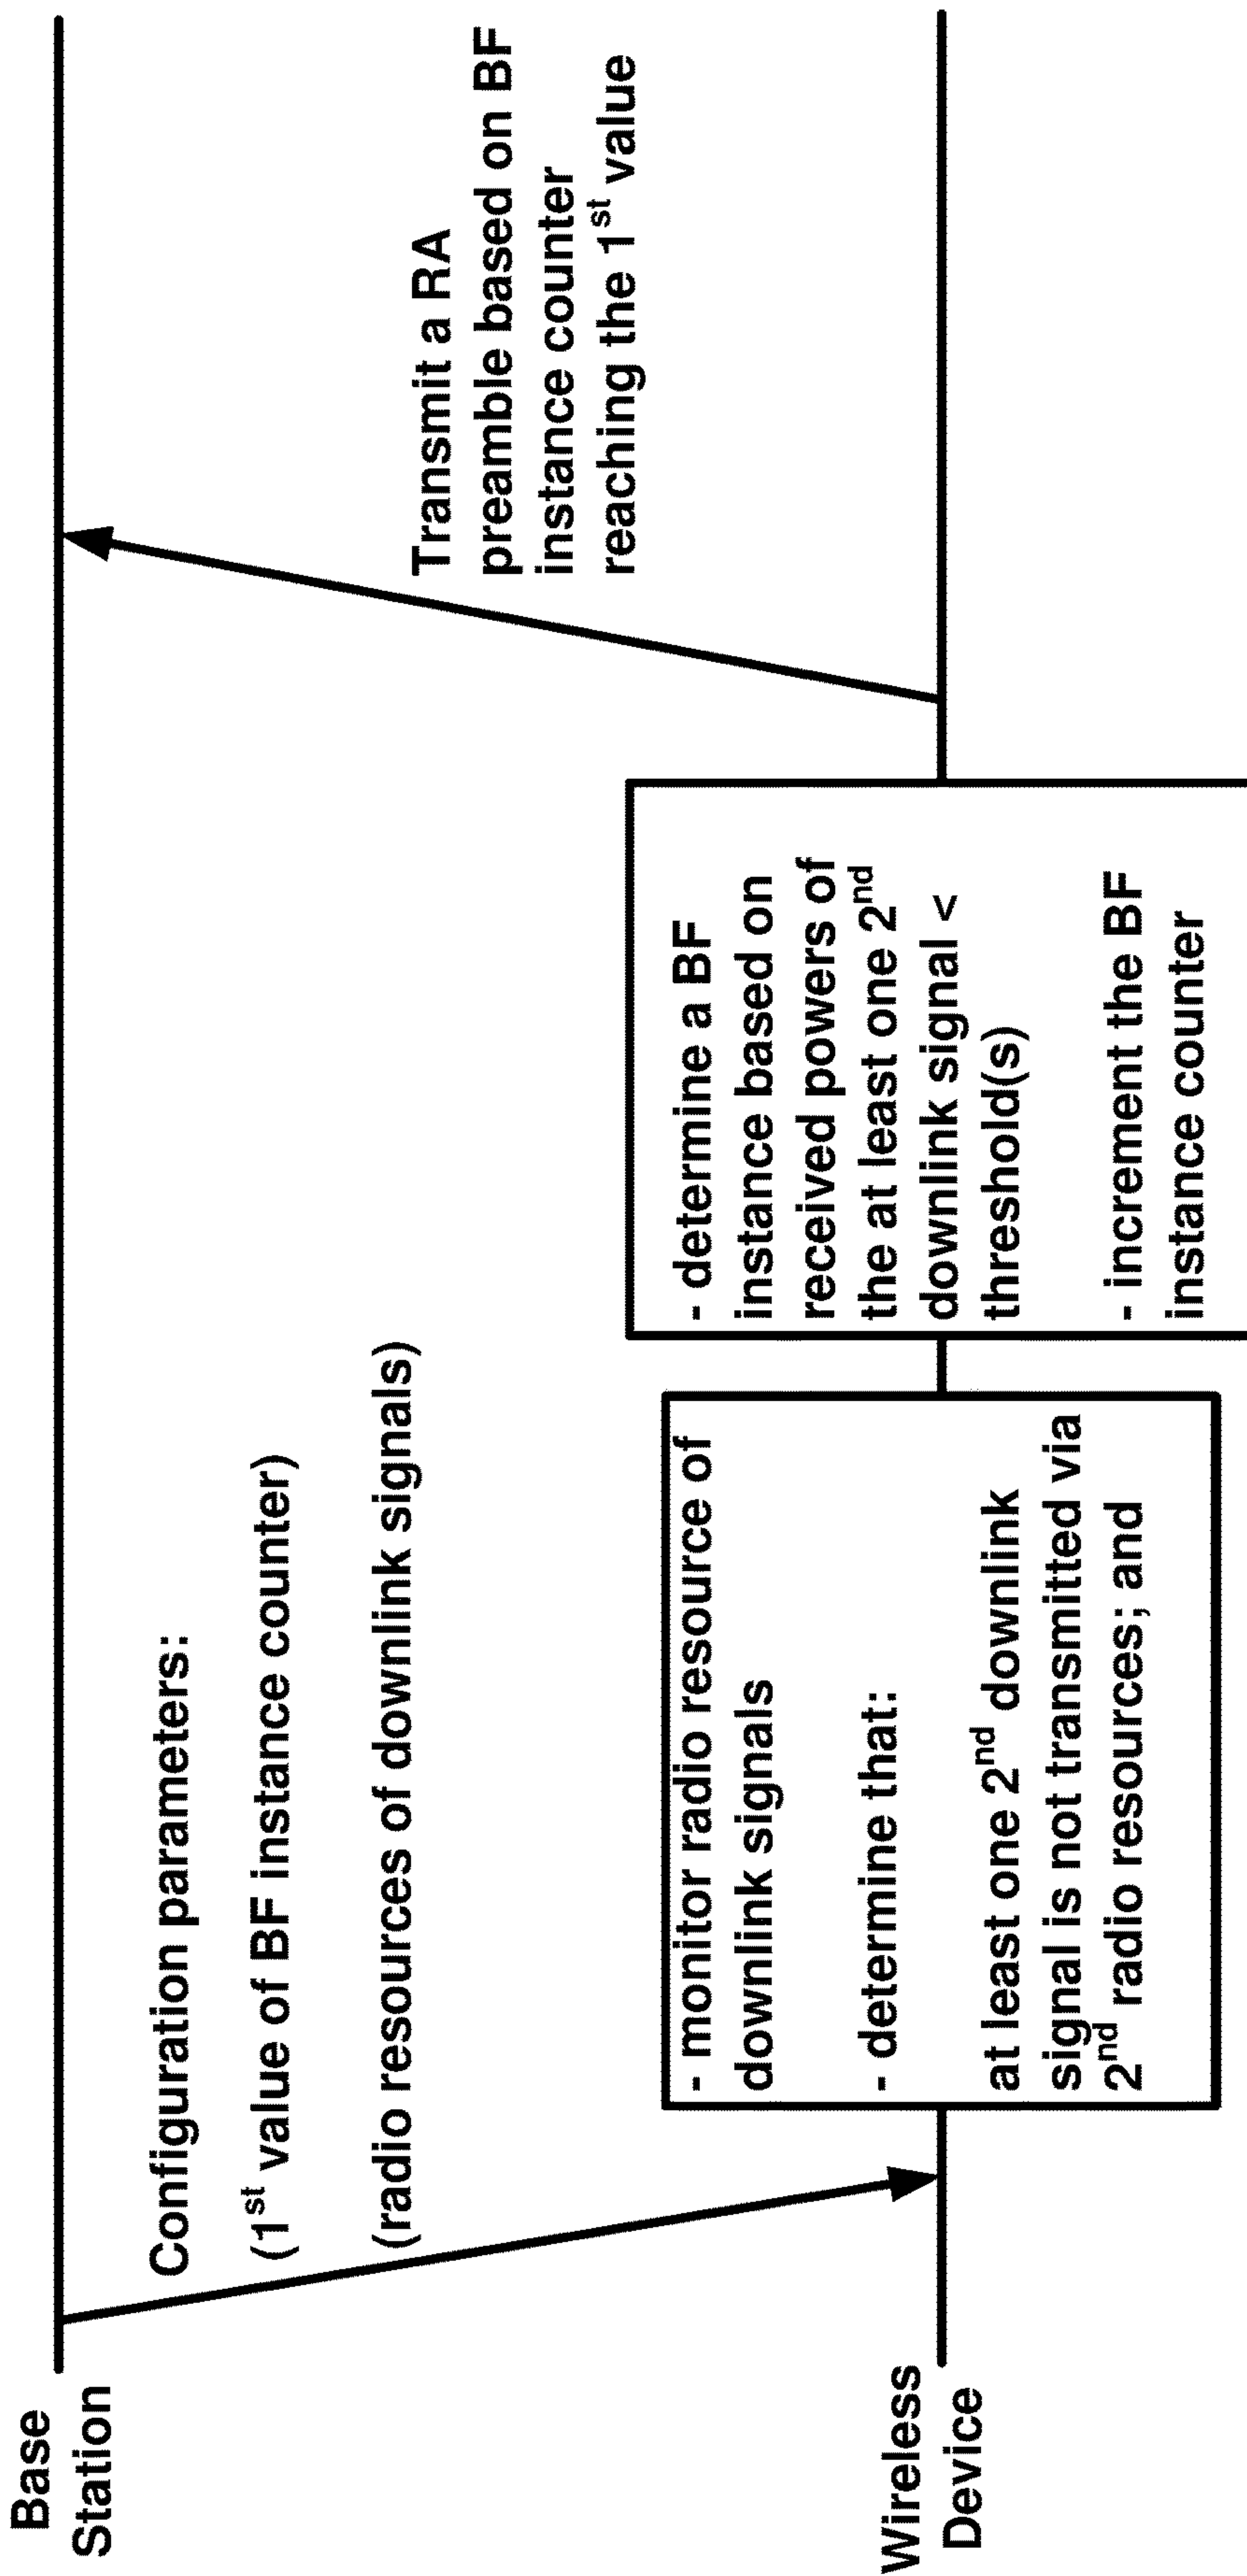 Base
Station
Configuration parameters:
(1st value of BF instance counter)
(radio resources of downlink signals)
Transmit a RA
preamble based on BF
instance counter
reaching the 1st value
Wireless
Device
- monitor radio resource of
downlink signals
- determine that:
at least one 2nd downlink
signal is not transmitted via
2nd radio resources; and
- determine a BF
instance based on
received powers of
the at least one 2nd
downlink signal <
threshold(s)
- increment the BF
instance counter